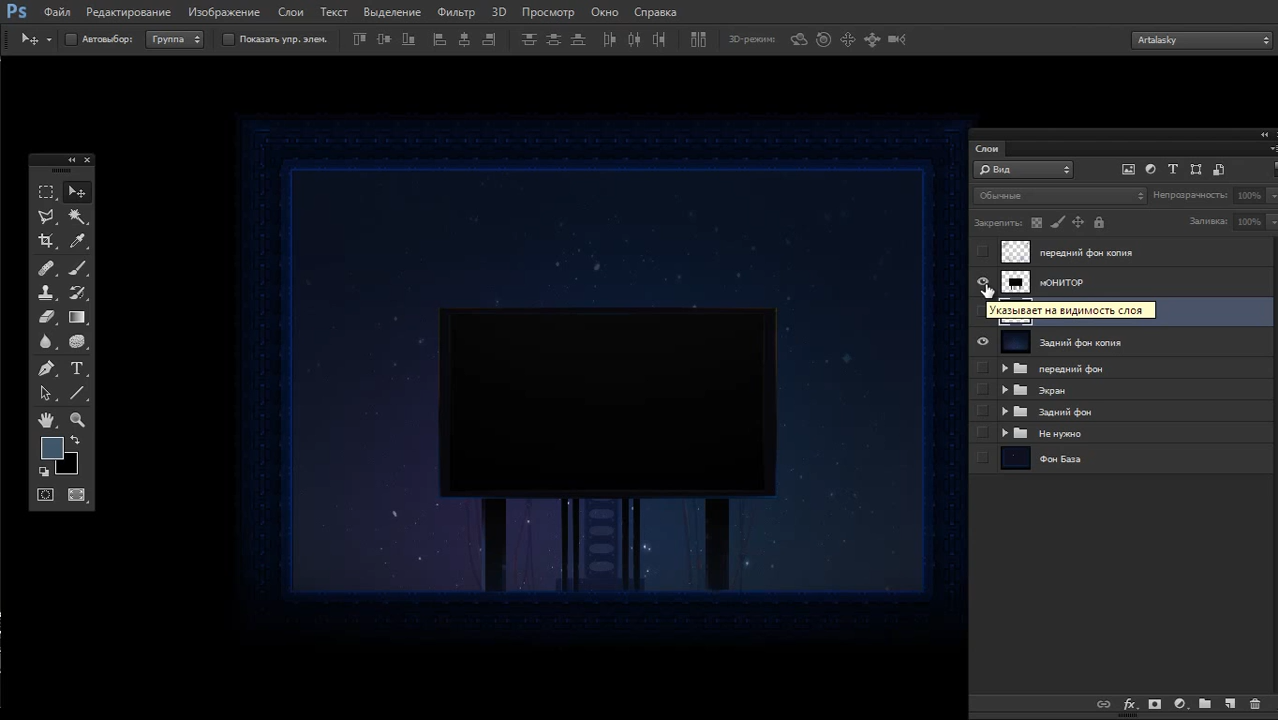 Ps Файл Редактирование Изображение Слои Текст Выделение Фильтр 3D Просмотр Окно Справка
Автовыбор: Группа Показать упр. элем. 3D-режим: Artalasky
Слои
Вид
Обычные Непрозрачность: 100%
Закрепить: Заливка: 100%
передний фон копия
мОНИТОР
Указывает на видимость слоя
Задний фон копия
передний фон
Экран
Задний фон
Не нужно
Фон База